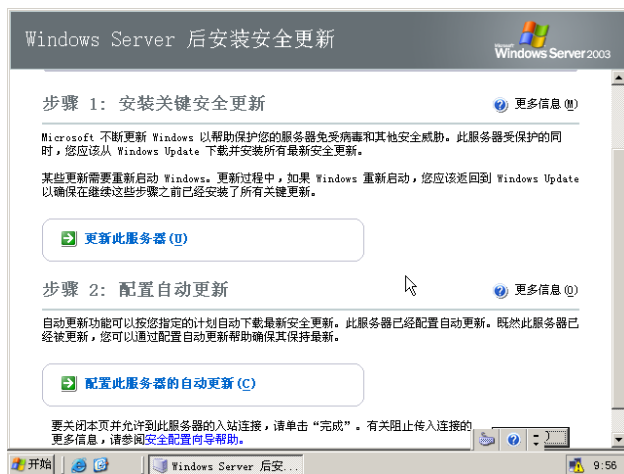 Windows Server 后安装安全更新
Microsoft
Windows Server 2003
步骤 1: 安装关键安全更新
更多信息(M)
Microsoft 不断更新 Windows 以帮助保护您的服务器免受病毒和其他安全威胁。此服务器受保护的同
时，您应该从 Windows Update 下载并安装所有最新安全更新。
某些更新需要重新启动 Windows。更新过程中，如果 Windows 重新启动，您应该返回到 Windows Update
以确保在继续这些步骤之前已经安装了所有关键更新。
更新此服务器(U)
步骤 2: 配置自动更新
更多信息(O)
自动更新功能可以按您指定的计划自动下载最新安全更新。此服务器已经配置自动更新。既然此服务器已
经被更新，您可以通过配置自动更新帮助确保其保持最新。
配置此服务器的自动更新(C)
要关闭本页并允许到此服务器的入站连接，请单击“完成”。有关阻止传入连接的
更多信息，请参阅安全配置向导帮助。
开始
Windows Server 后安...
9:56